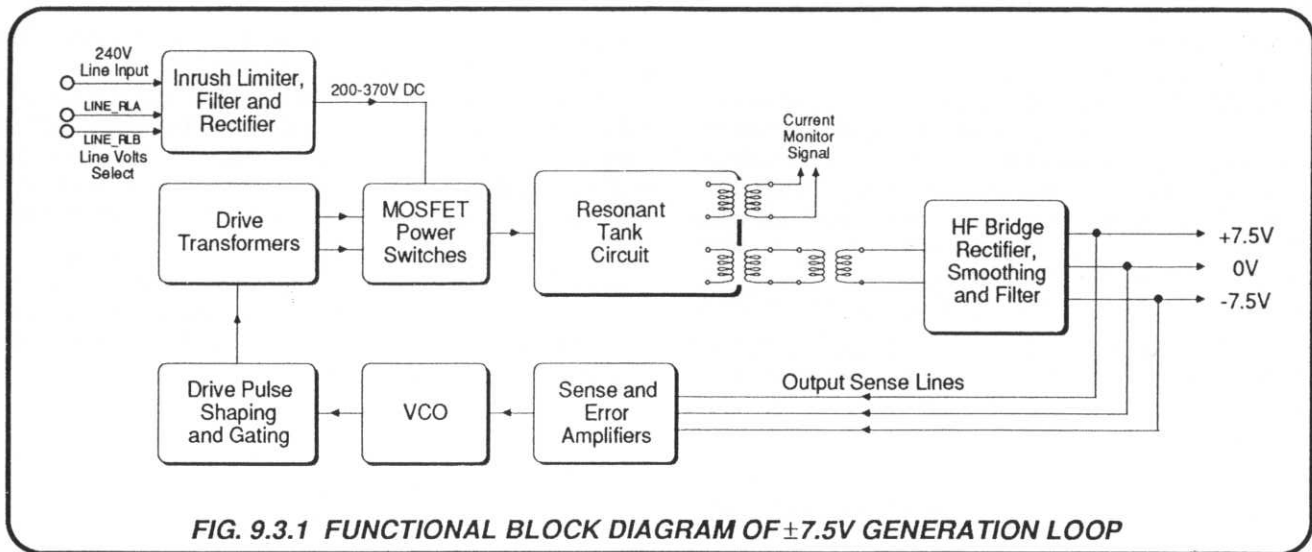 240V
Line Input
LINE_RLA
LINE_RLB
Line Volts
Select
Inrush Limiter,
Filter and
Rectifier
200-370V DC
Current
Monitor
Signal
Drive
Transformers
MOSFET
Power
Switches
Resonant
Tank
Circuit
HF Bridge
Rectifier,
Smoothing
and Filter
+7.5V
0V
-7.5V
Drive Pulse
Shaping
and Gating
VCO
Sense and
Error
Amplifiers
Output Sense Lines
FIG. 9.3.1 FUNCTIONAL BLOCK DIAGRAM OF ±7.5V GENERATION LOOP